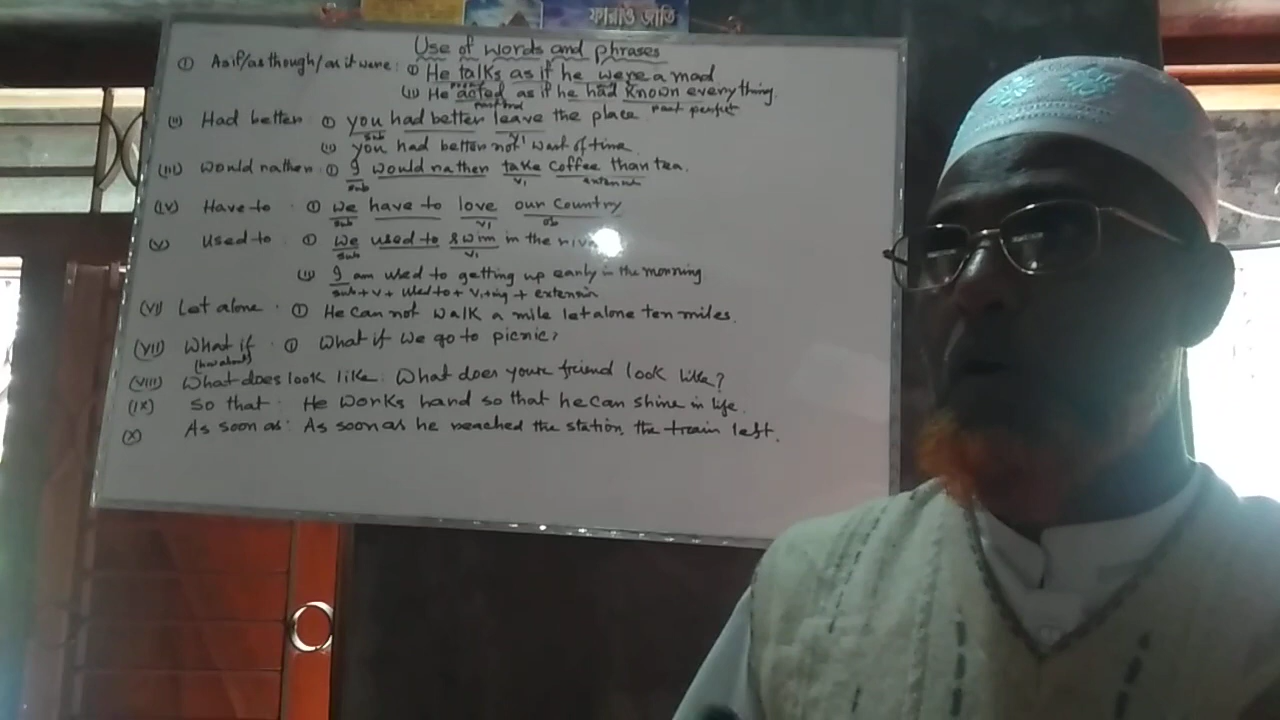 ফারাও জাতি
Use of words and phrases
(i) As if/as though/as it were: (i) He talks as if he were a mad
(ii) He acted as if he had known everything.
past perfect
(ii) Had better (i) you had better leave the place
sub V1
(ii) you had better not wast of time.
(iii) Would rather (i) I would rather take coffee than tea.
sub V1 extension
(iv) Have to (i) We have to love our country
sub V1 ob
(v) Used to (i) We used to swim in the
sub V1
(ii) I am used to getting up early in the morning
sub + v + used to + V1+ing + extension
(vi) Let alone (i) He can not walk a mile let alone ten miles.
(vii) What if (i) What if we go to picnic?
(how about)
(viii) What does look like: What does your friend look like?
(ix) so that: He works hard so that he can shine in life.
(x) As soon as: As soon as he reached the station, the train left.